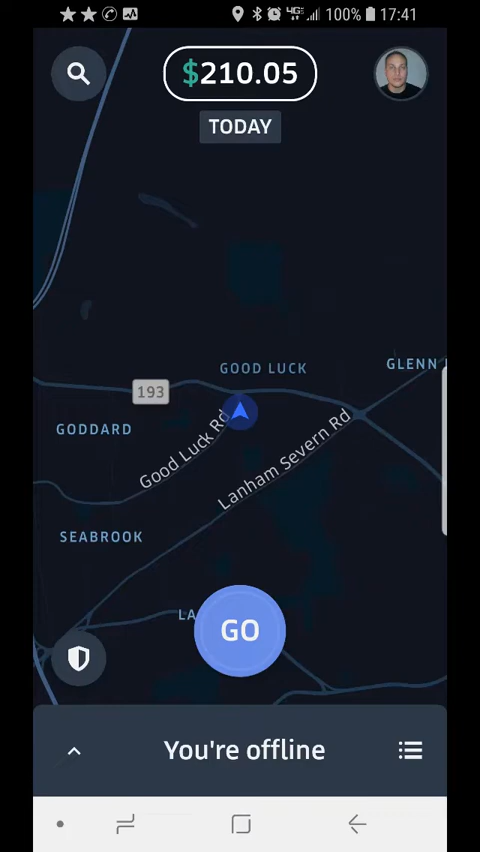 4G 100% 17:41
$210.05
TODAY
GOOD LUCK
GLENN
193
GODDARD
Good Luck Rd
Lanham Severn Rd
SEABROOK
LA
GO
You're offline